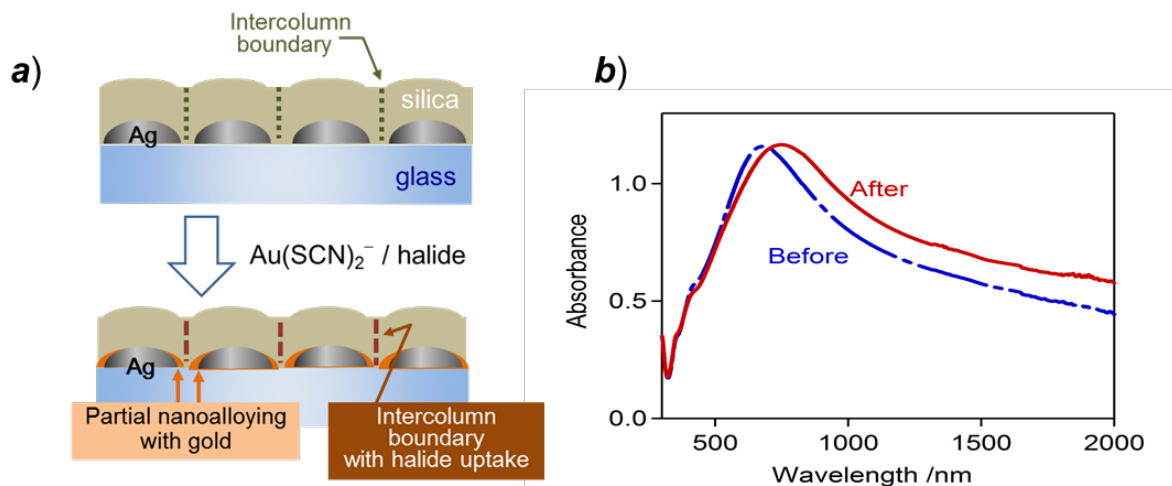 a)
Intercolumn
boundary
silica
Ag
glass
Au(SCN)₂⁻ / halide
Ag
Partial nanoalloying
with gold
Intercolumn
boundary
with halide uptake
b)
Absorbance
1.0
0.5
0.0
After
Before
500 1000 1500 2000
Wavelength /nm